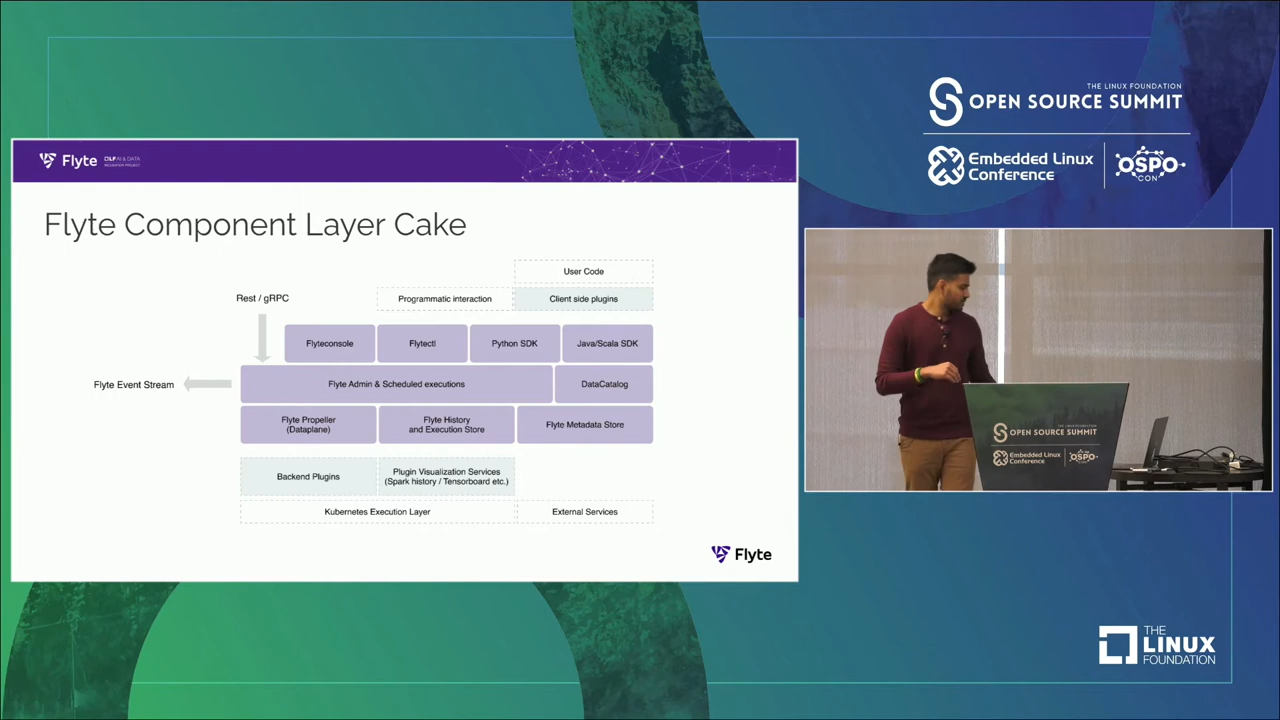 THE LINUX FOUNDATION
OPEN SOURCE SUMMIT
Embedded Linux
Conference
OSPO
CON
Flyte
LF AI & DATA
Flyte Component Layer Cake
User Code
Rest / gRPC
Programmatic interaction
Client side plugins
Flyteconsole
Flytectl
Python SDK
Java/Scala SDK
Flyte Event Stream
Flyte Admin & Scheduled executions
DataCatalog
Flyte Propeller
(Dataplane)
Flyte History
and Execution Store
Flyte Metadata Store
Backend Plugins
Plugin Visualization Services
(Spark history / Tensorboard etc.)
Kubernetes Execution Layer
External Services
Flyte
OPEN SOURCE SUMMIT
Embedded Linux
Conference
OSPO
CON
THE
LINUX
FOUNDATION